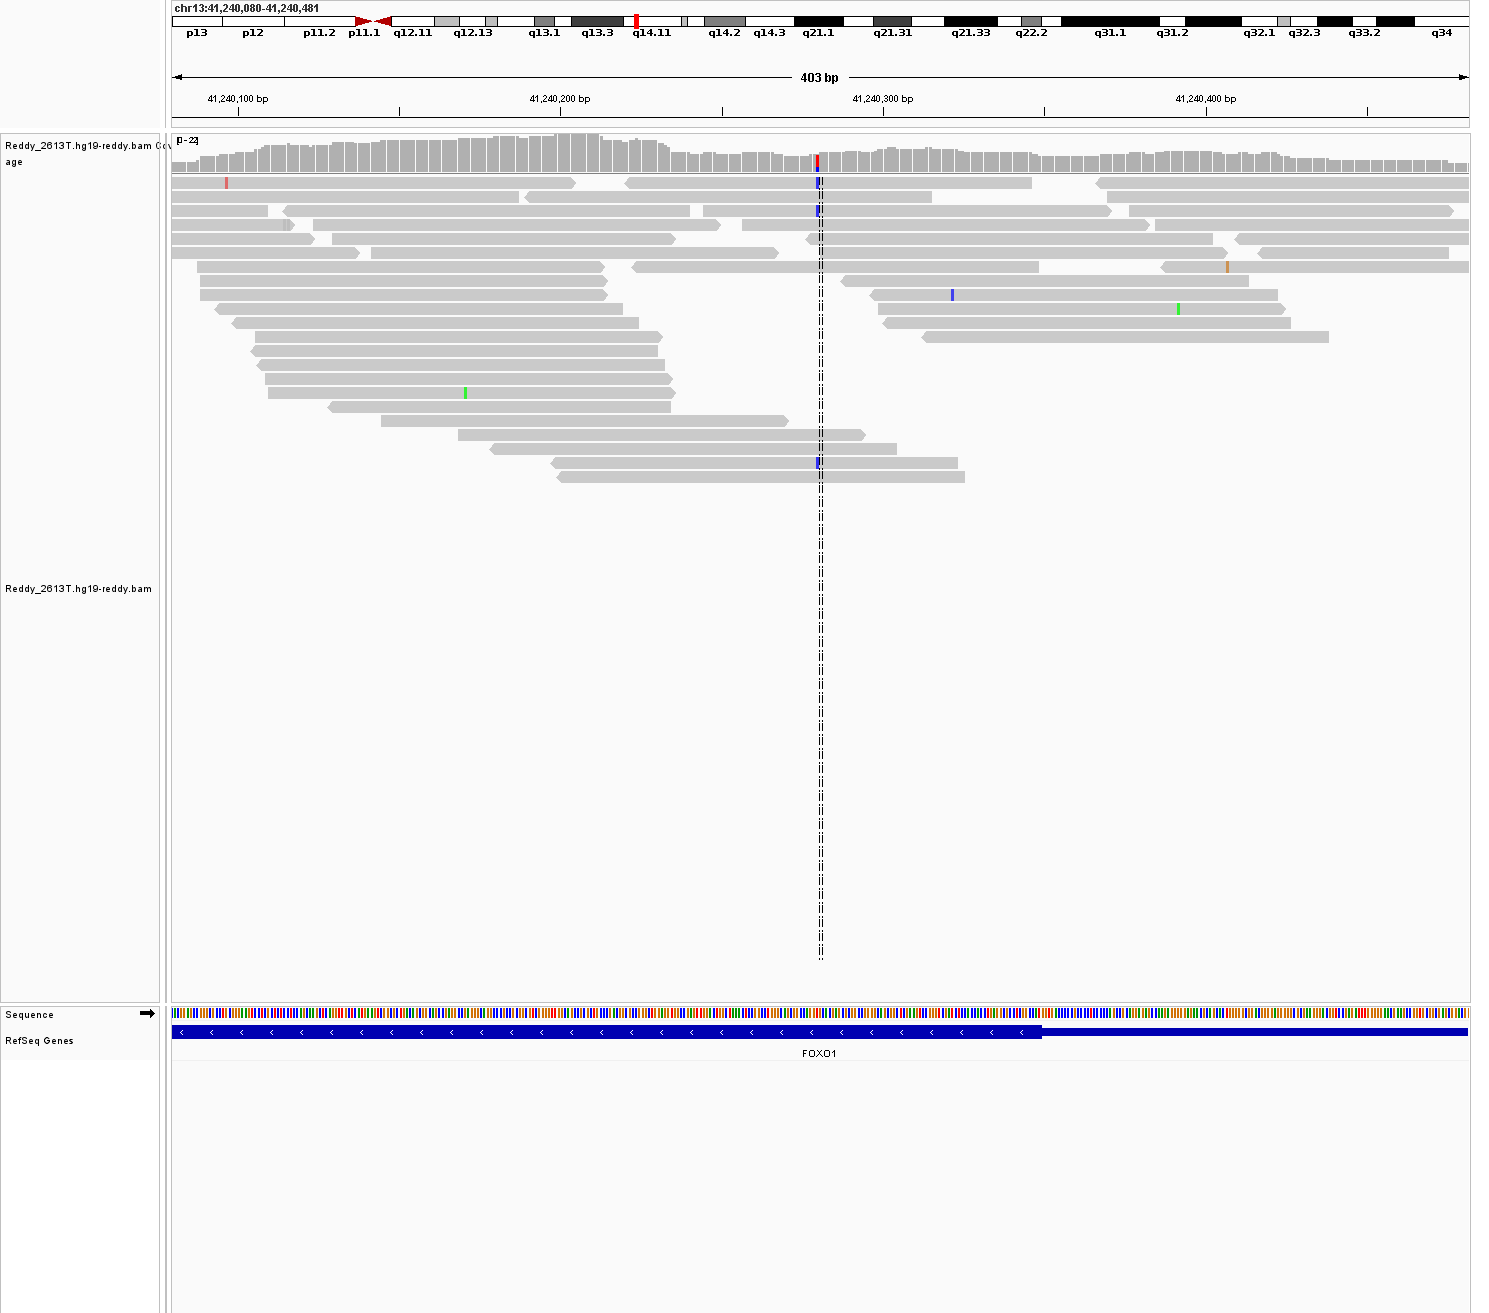 chr13:41,240,080-41,240,481
p13 p12 p11.2 p11.1 q12.11 q12.13 q13.1 q13.3 q14.11 q14.2 q14.3 q21.1 q21.31 q21.33 q22.2 q31.1 q31.2 q32.1 q32.3 q33.2 q34
403 bp
41,240,100 bp 41,240,200 bp 41,240,300 bp 41,240,400 bp
[0-22]
Reddy_2613T.hg19-reddy.bam Cov
age
Reddy_2613T.hg19-reddy.bam
Sequence
RefSeq Genes
FOXO1